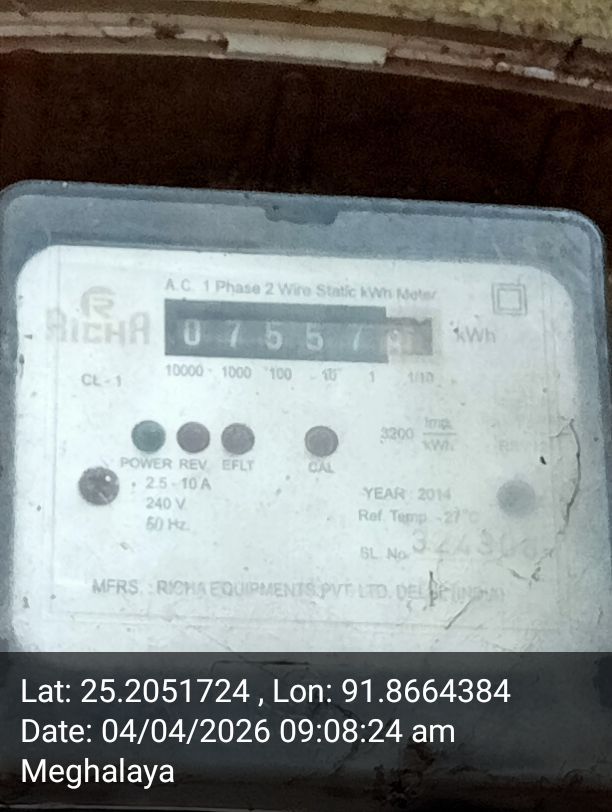 A.C. 1 Phase 2 Wire Static kWh Meter
RICHA
0 7 5 5 7
kWh
10000 1000 100 10 1 1/10
CL - 1
3200 Imp./kWh
POWER REV. EFLT CAL
2.5 - 10 A
240 V
50 Hz.
YEAR : 2014
Ref. Temp - 27°C
SL. No.
MFRS. : RICHA EQUIPMENTS PVT. LTD. DELHI (INDIA)
Lat: 25.2051724 , Lon: 91.8664384
Date: 04/04/2026 09:08:24 am
Meghalaya